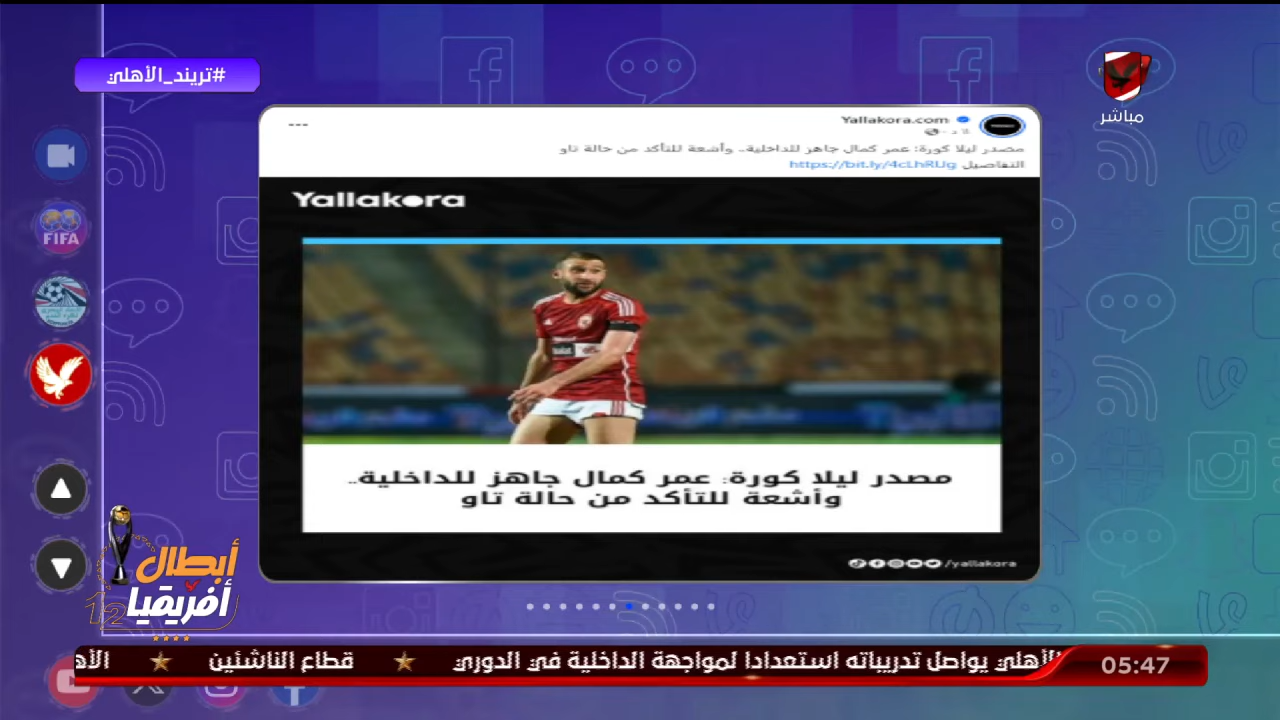 #تريند_الأهلي
مباشر
Yallakora.com
مصدر ليلا كورة: عمر كمال جاهز للداخلية.. وأشعة للتأكد من حالة تاو
التفاصيل https://bit.ly/4cLhRUg
Yallakora
FIFA
مصدر ليلا كورة: عمر كمال جاهز للداخلية..
وأشعة للتأكد من حالة تاو
/yallakora
أبطال
أفريقيا
12
الأهلي يواصل تدريباته استعدادا لمواجهة الداخلية في الدوري
قطاع الناشئين
الأه
05:47